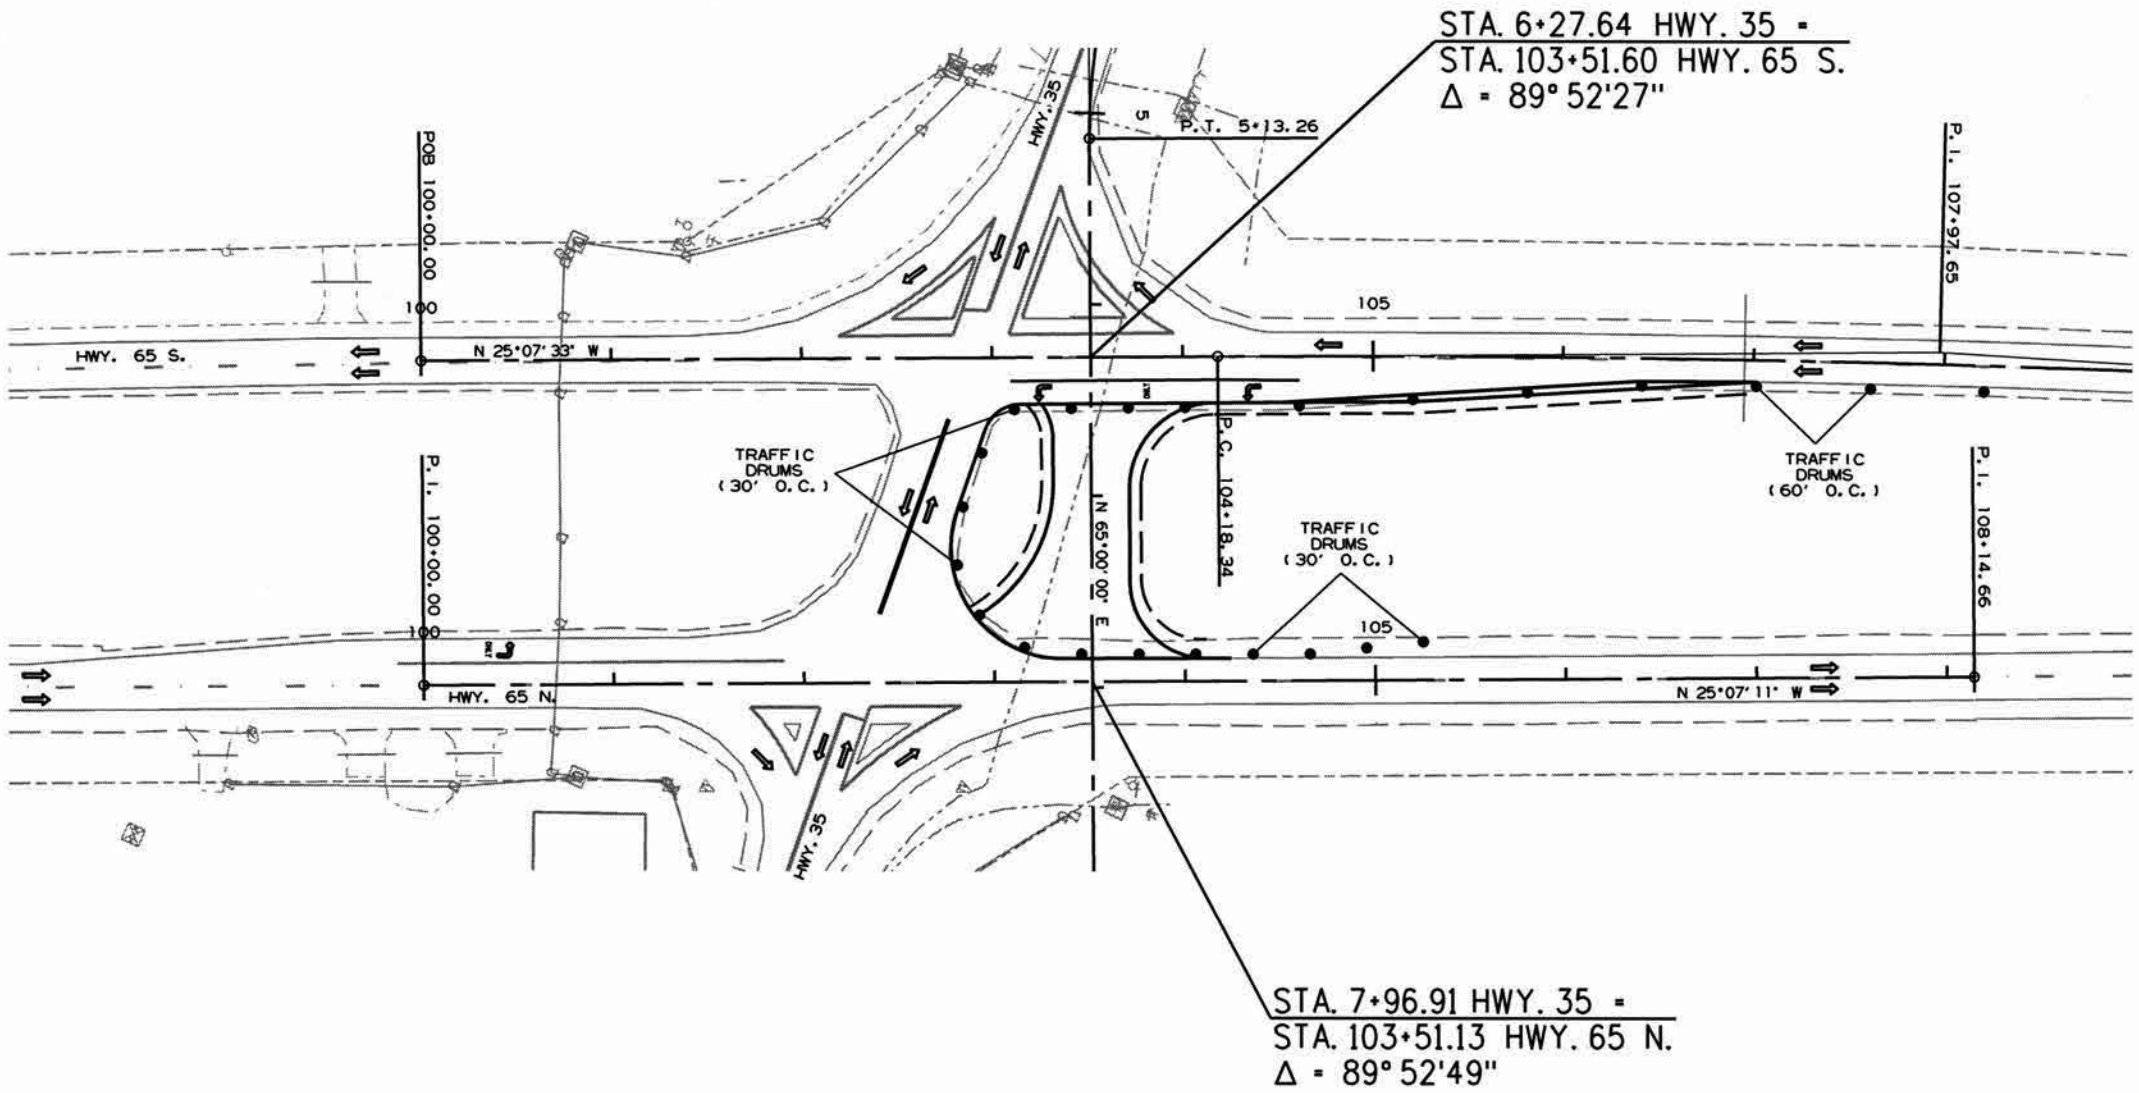 STA. 6+27.64 HWY. 35 =
STA. 103+51.60 HWY. 65 S.
Δ = 89° 52'27"
HWY. 35
5
P.T. 5+13.26
POB 100+00.00
P.I. 107+97.65
100
105
HWY. 65 S.
N 25°07'33" W
ONLY
TRAFFIC
DRUMS
(30' O.C.)
P.C. 104+18.34
TRAFFIC
DRUMS
(60' O.C.)
P.I. 100+00.00
N 65°00'00" E
TRAFFIC
DRUMS
(30' O.C.)
P.I. 108+14.66
100
105
ONLY
HWY. 65 N.
N 25°07'11" W
HWY. 35
STA. 7+96.91 HWY. 35 =
STA. 103+51.13 HWY. 65 N.
Δ = 89° 52'49"